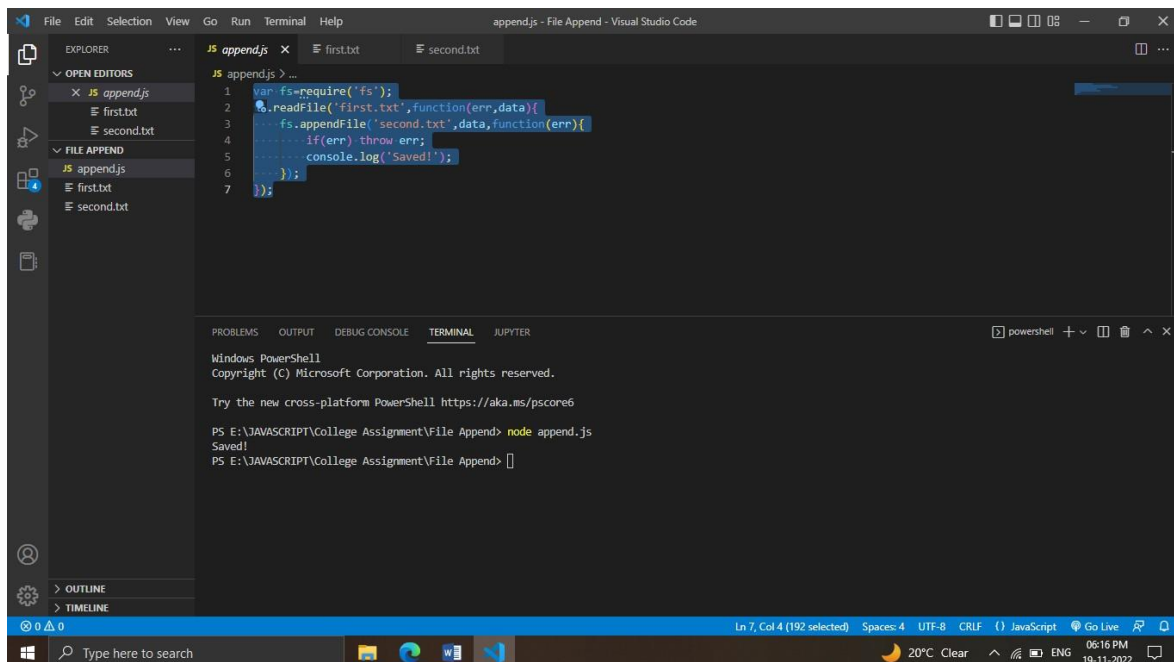 File Edit Selection View Go Run Terminal Help append.js - File Append - Visual Studio Code
EXPLORER ... JS append.js × first.txt second.txt ...
OPEN EDITORS
JS append.js > ...
× JS append.js
first.txt
second.txt
FILE APPEND
JS append.js
first.txt
second.txt
4
1 var fs=require('fs');
2 .readFile('first.txt',function(err,data){
3 fs.appendFile('second.txt',data,function(err){
4 if(err) throw err;
5 console.log('Saved!');
6 });
7 });
PROBLEMS OUTPUT DEBUG CONSOLE TERMINAL JUPYTER powershell
Windows PowerShell
Copyright (C) Microsoft Corporation. All rights reserved.
Try the new cross-platform PowerShell https://aka.ms/pscore6
PS E:\JAVASCRIPT\College Assignment\File Append> node append.js
Saved!
PS E:\JAVASCRIPT\College Assignment\File Append>
> OUTLINE
> TIMELINE
0 0 Ln 7, Col 4 (192 selected) Spaces: 4 UTF-8 CRLF {} JavaScript Go Live
Type here to search W 20°C Clear ENG 06:16 PM
19-11-2022